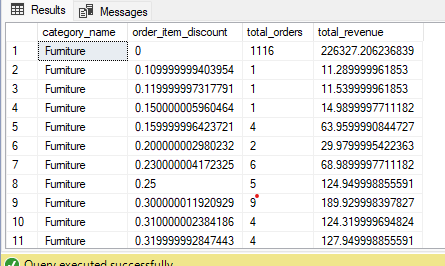 Results Messages
category_name order_item_discount total_orders total_revenue
1 Furniture 0 1116 226327.206236839
2 Furniture 0.109999999403954 1 11.289999961853
3 Furniture 0.119999997317791 1 11.539999961853
4 Furniture 0.150000005960464 1 14.9899997711182
5 Furniture 0.159999996423721 4 63.9599990844727
6 Furniture 0.200000002980232 2 29.9799995422363
7 Furniture 0.230000004172325 6 68.9899997711182
8 Furniture 0.25 5 124.949998855591
9 Furniture 0.300000011920929 9 189.929998397827
10 Furniture 0.310000002384186 4 124.319999694824
11 Furniture 0.319999992847443 4 127.949998855591
Query executed successfully